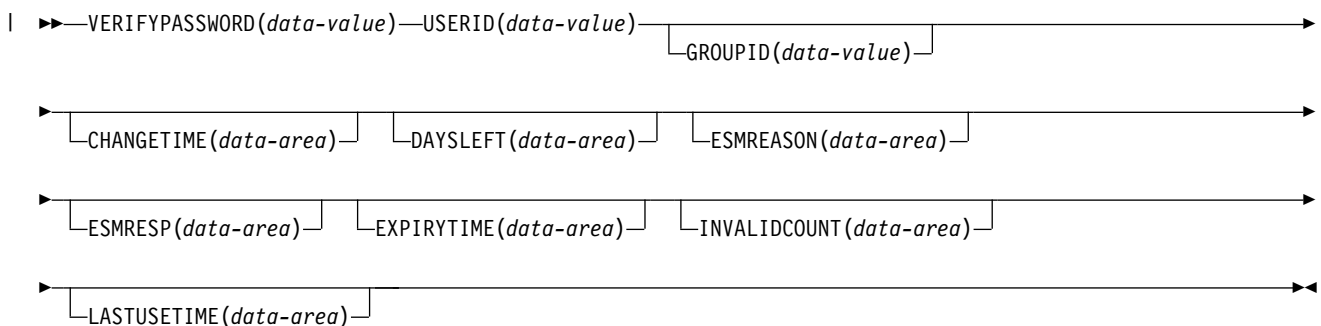 | VERIFYPASSWORD(data-value) USERID(data-value)
GROUPID(data-value)
CHANGETIME(data-area) DAYSLEFT(data-area) ESMREASON(data-area)
ESMRESP(data-area) EXPIRYTIME(data-area) INVALIDCOUNT(data-area)
LASTUSETIME(data-area)